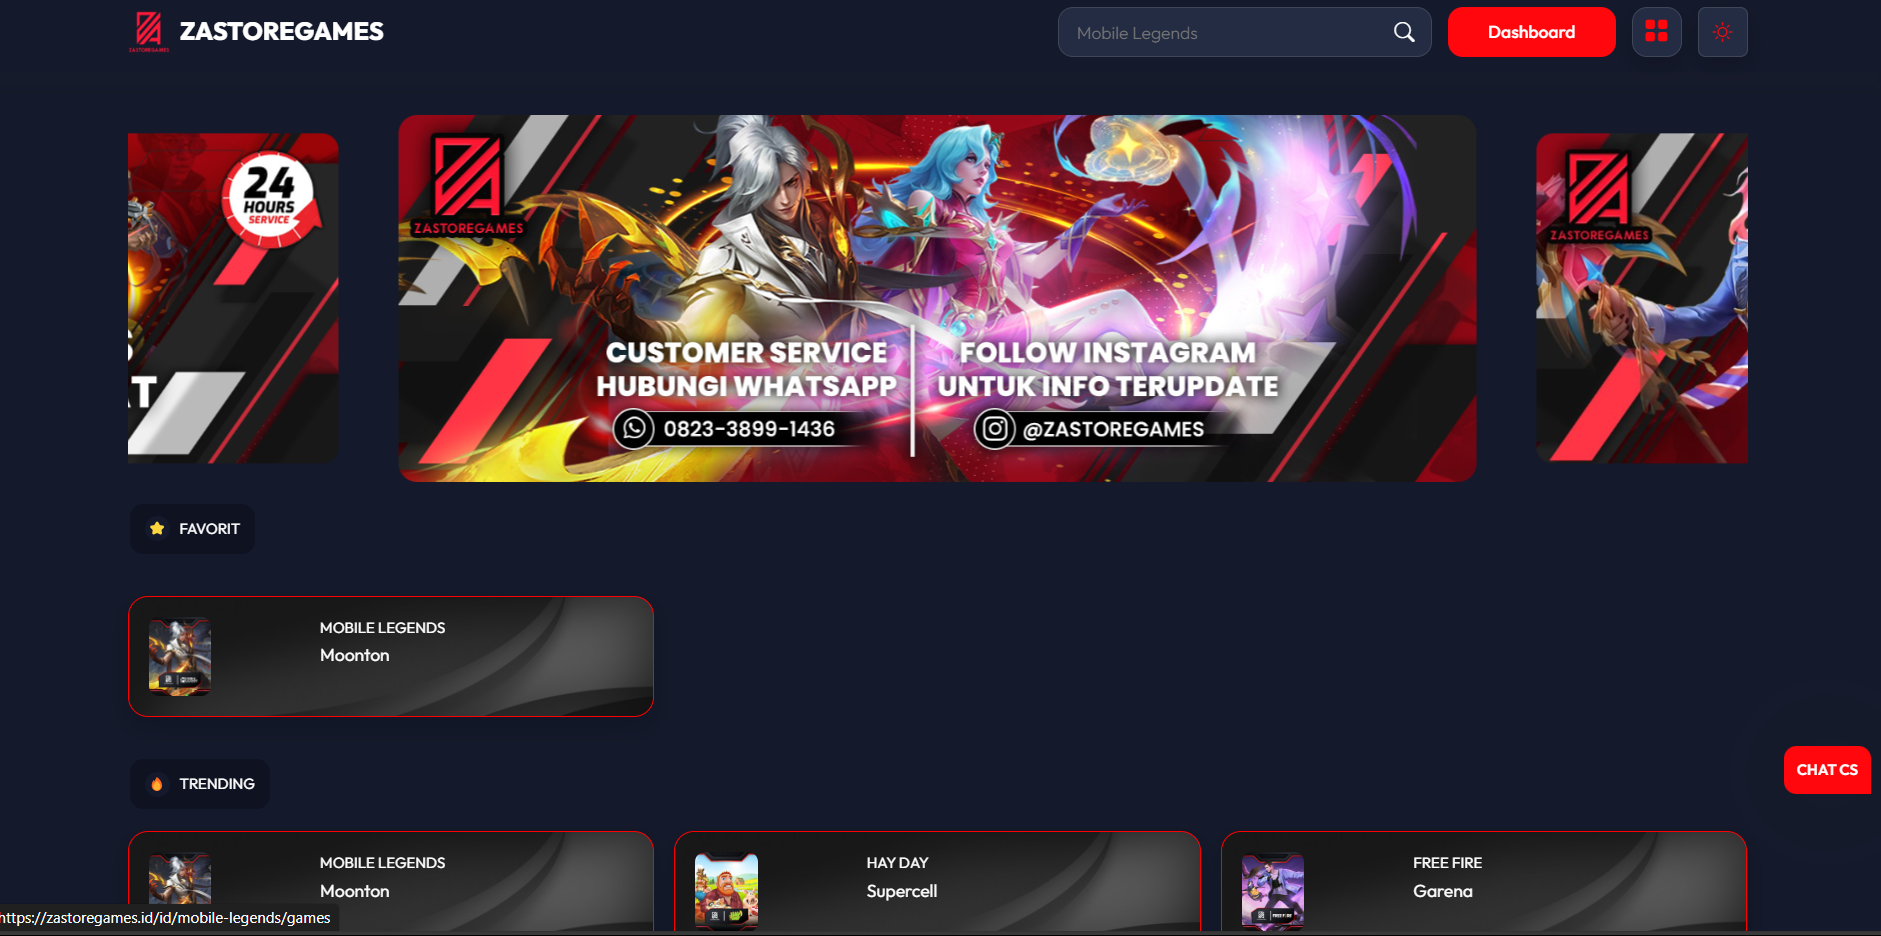 ZASTOREGAMES
ZASTOREGAMES
Mobile Legends
Dashboard
24
HOURS
SERVICE
ZASTOREGAMES
CUSTOMER SERVICE
HUBUNGI WHATSAPP
0823-3899-1436
FOLLOW INSTAGRAM
UNTUK INFO TERUPDATE
@ZASTOREGAMES
ZASTOREGAMES
FAVORIT
MOBILE LEGENDS
Moonton
TRENDING
CHAT CS
MOBILE LEGENDS
Moonton
HAY DAY
Supercell
FREE FIRE
Garena
https://zastoregames.id/id/mobile-legends/games